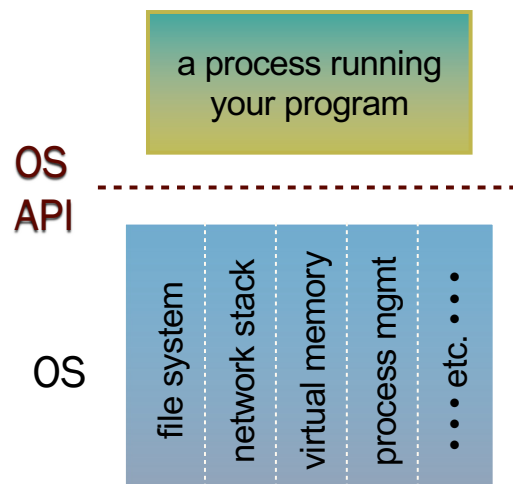 a process running
your program
OS
API
OS
file system
network stack
virtual memory
process mgmt
• • • etc. • • •